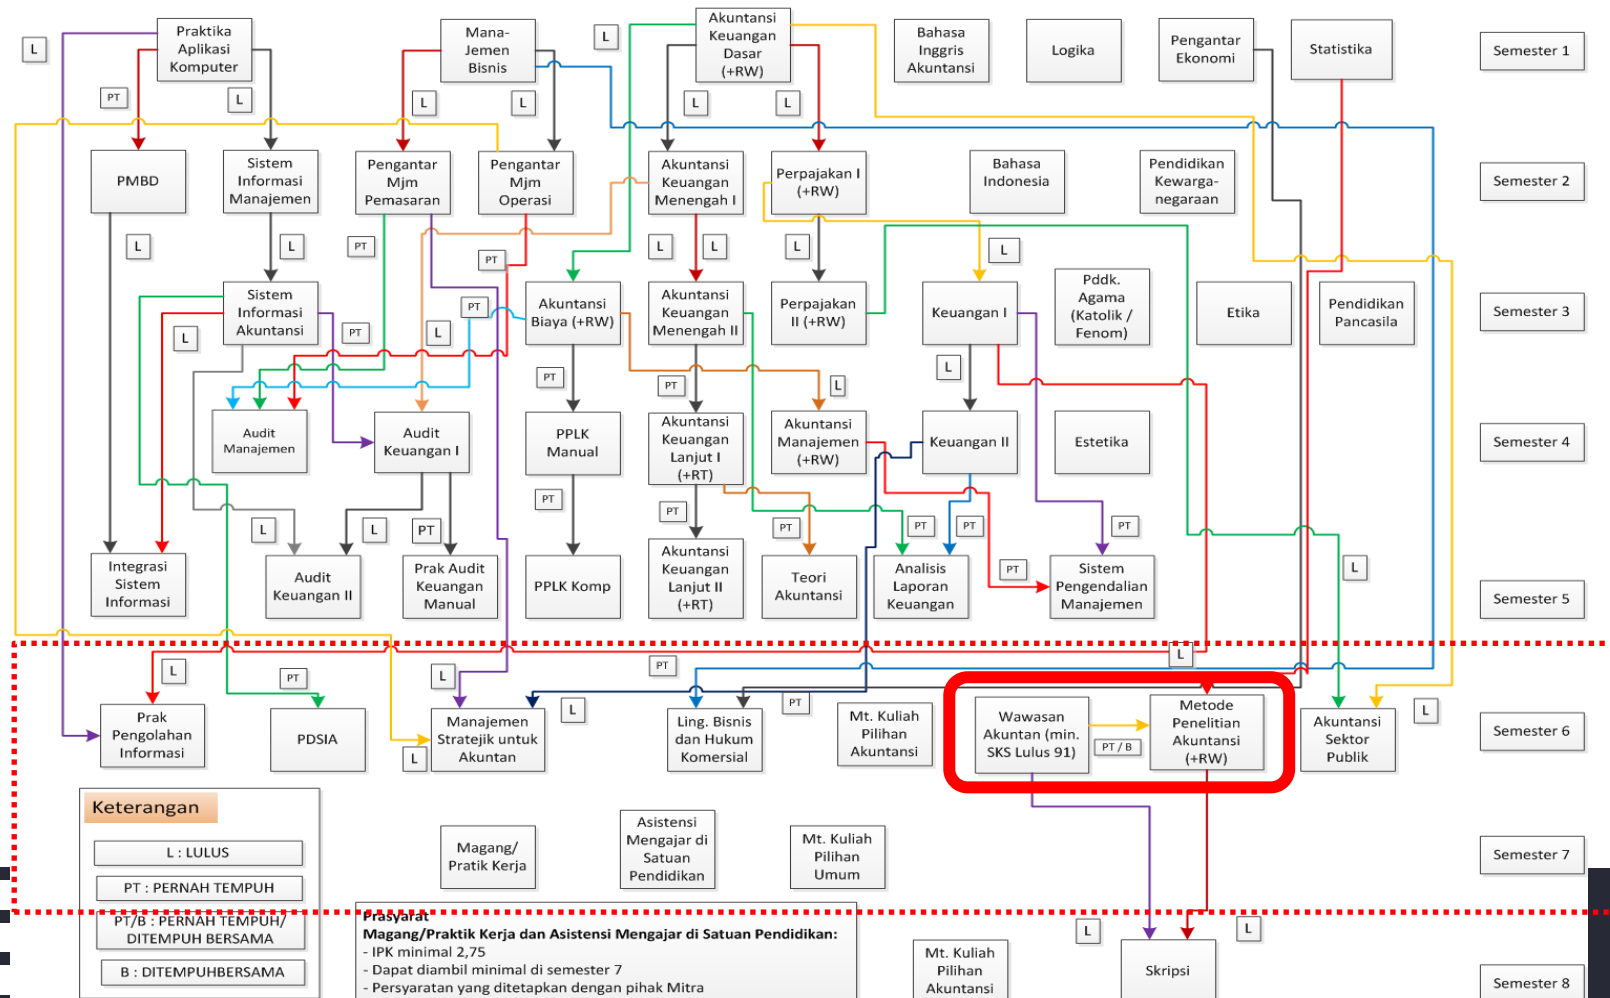 Praktika
Aplikasi
Komputer
Mana-
Jemen
Bisnis
Akuntansi
Keuangan
Dasar
(+RW)
Bahasa
Inggris
Akuntansi
Logika
Pengantar
Ekonomi
Statistika
Semester 1
L
L
PT
L
L
L
L
L
PMBD
Sistem
Informasi
Manajemen
Pengantar
Mjm
Pemasaran
Pengantar
Mjm
Operasi
Akuntansi
Keuangan
Menengah I
Perpajakan I
(+RW)
Bahasa
Indonesia
Pendidikan
Kewarga-
negaraan
Semester 2
L
L
PT
PT
L
L
L
L
Sistem
Informasi
Akuntansi
Akuntansi
Biaya (+RW)
Akuntansi
Keuangan
Menengah II
Perpajakan
II (+RW)
Keuangan I
Pddk.
Agama
(Katolik /
Fenom)
Etika
Pendidikan
Pancasila
Semester 3
PT
L
PT
L
PT
PT
L
L
Audit
Manajemen
Audit
Keuangan I
PPLK
Manual
Akuntansi
Keuangan
Lanjut I
(+RT)
Akuntansi
Manajemen
(+RW)
Keuangan II
Estetika
Semester 4
L
L
PT
PT
PT
PT
PT
PT
PT
PT
L
Integrasi
Sistem
Informasi
Audit
Keuangan II
Prak Audit
Keuangan
Manual
PPLK Komp
Akuntansi
Keuangan
Lanjut II
(+RT)
Teori
Akuntansi
Analisis
Laporan
Keuangan
Sistem
Pengendalian
Manajemen
Semester 5
L
PT
L
L
PT
PT
L
L
L
Prak
Pengolahan
Informasi
PDSIA
Manajemen
Stratejik untuk
Akuntan
Ling. Bisnis
dan Hukum
Komersial
Mt. Kuliah
Pilihan
Akuntansi
Wawasan
Akuntan (min.
SKS Lulus 91)
PT / B
Metode
Penelitian
Akuntansi
(+RW)
Akuntansi
Sektor
Publik
Semester 6
Keterangan
L : LULUS
PT : PERNAH TEMPUH
PT/B : PERNAH TEMPUH/
DITEMPUH BERSAMA
B : DITEMPUHBERSAMA
Magang/
Pratik Kerja
Asistensi
Mengajar di
Satuan
Pendidikan
Mt. Kuliah
Pilihan
Umum
Semester 7
Prasyarat
Magang/Praktik Kerja dan Asistensi Mengajar di Satuan Pendidikan:
- IPK minimal 2,75
- Dapat diambil minimal di semester 7
- Persyaratan yang ditetapkan dengan pihak Mitra
L
L
Mt. Kuliah
Pilihan
Akuntansi
Skripsi
Semester 8